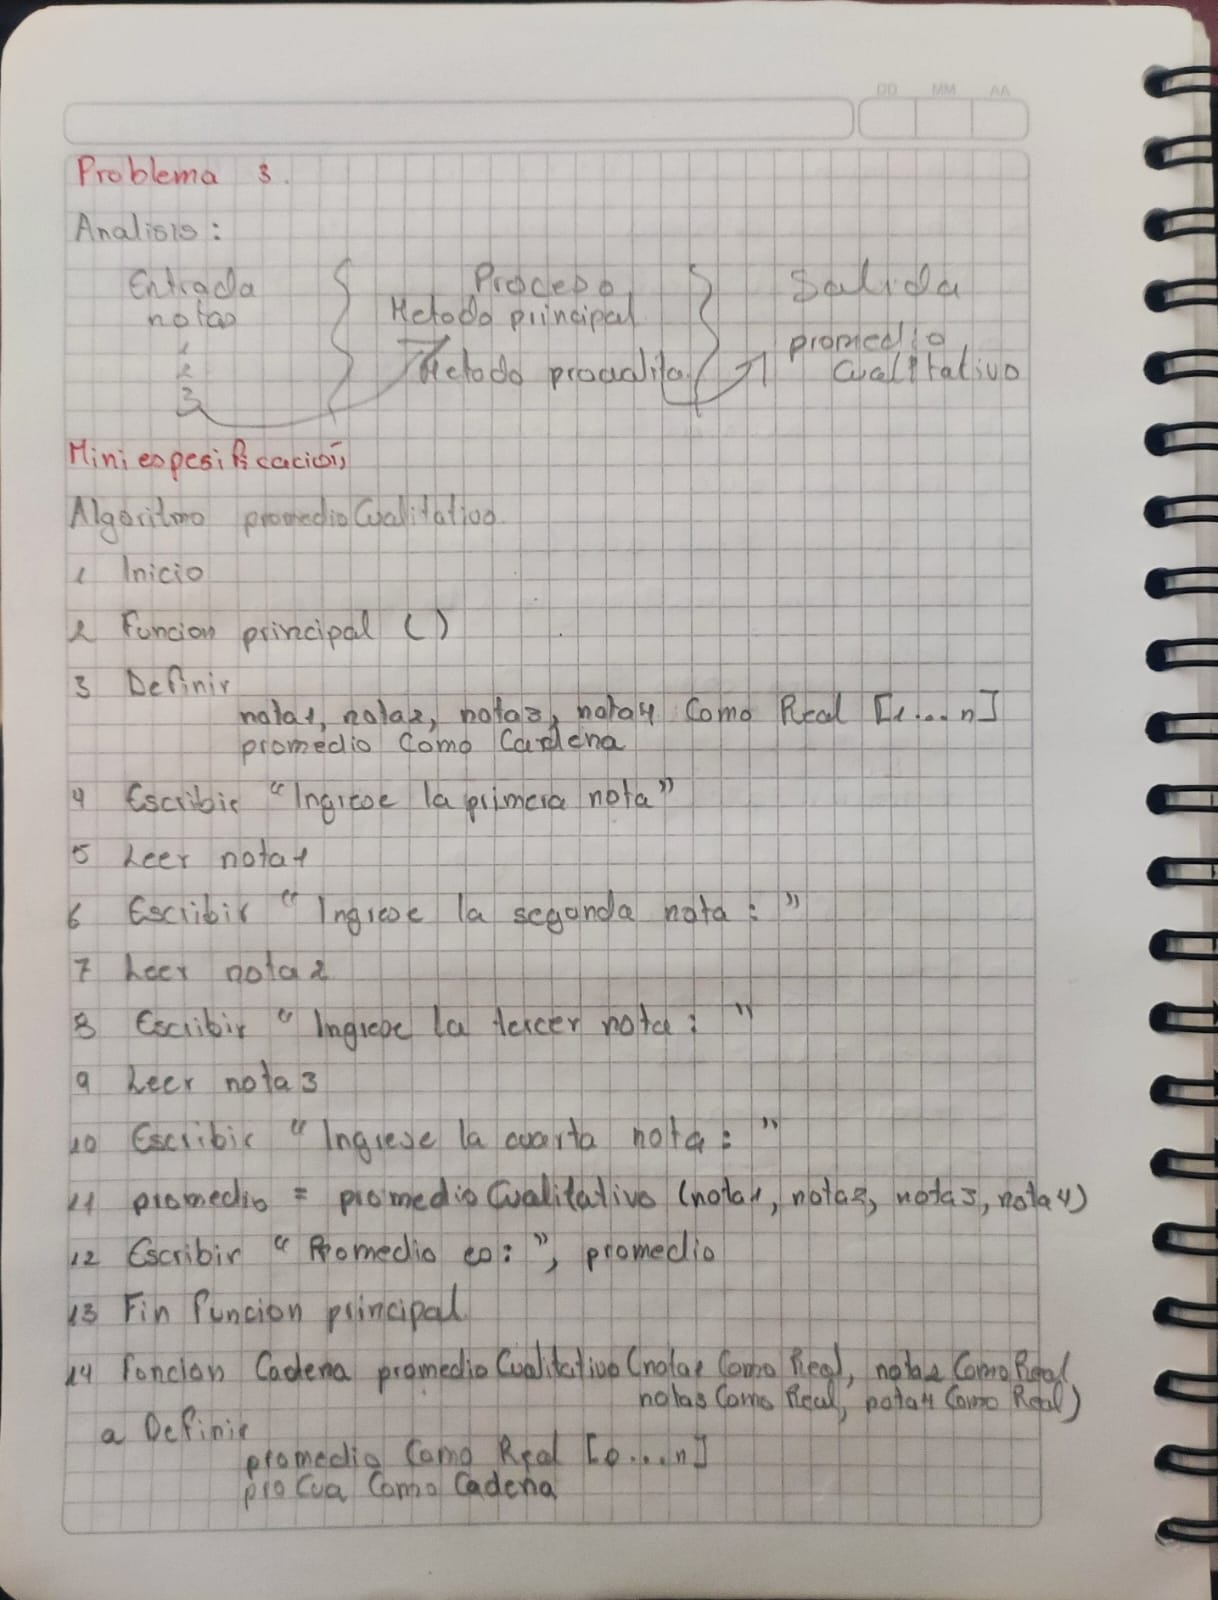 DD MM AA
Problema 3.
Analisis:
Entrada Proceso Salida
notas Metodo principal
1 promedio
2 Metodo procualita Cualitativo
3
Mini espesificación
Algoritmo promedioCualitativo.
1 Inicio
2 Funcion principal ()
3 Definir
nota1, nota2, nota3, nota4 Como Real [1...n]
promedio Como Cadena
4 Escribir "Ingrese la primera nota"
5 Leer nota1
6 Escribir "Ingrese la segunda nota: "
7 Leer nota2
8 Escribir "Ingrese la tercer nota: "
9 Leer nota3
10 Escribir "Ingrese la cuarta nota: "
11 promedio = promedioCualitativo (nota1, nota2, nota3, nota4)
12 Escribir "Promedio es: ", promedio
13 Fin funcion principal
14 Foncion Cadena promedioCualitativo (nota1 Como Real, nota2 Como Real
nota3 Como Real, nota4 Como Real)
a Definir
promedio Como Real [0...n]
proCua Como Cadena